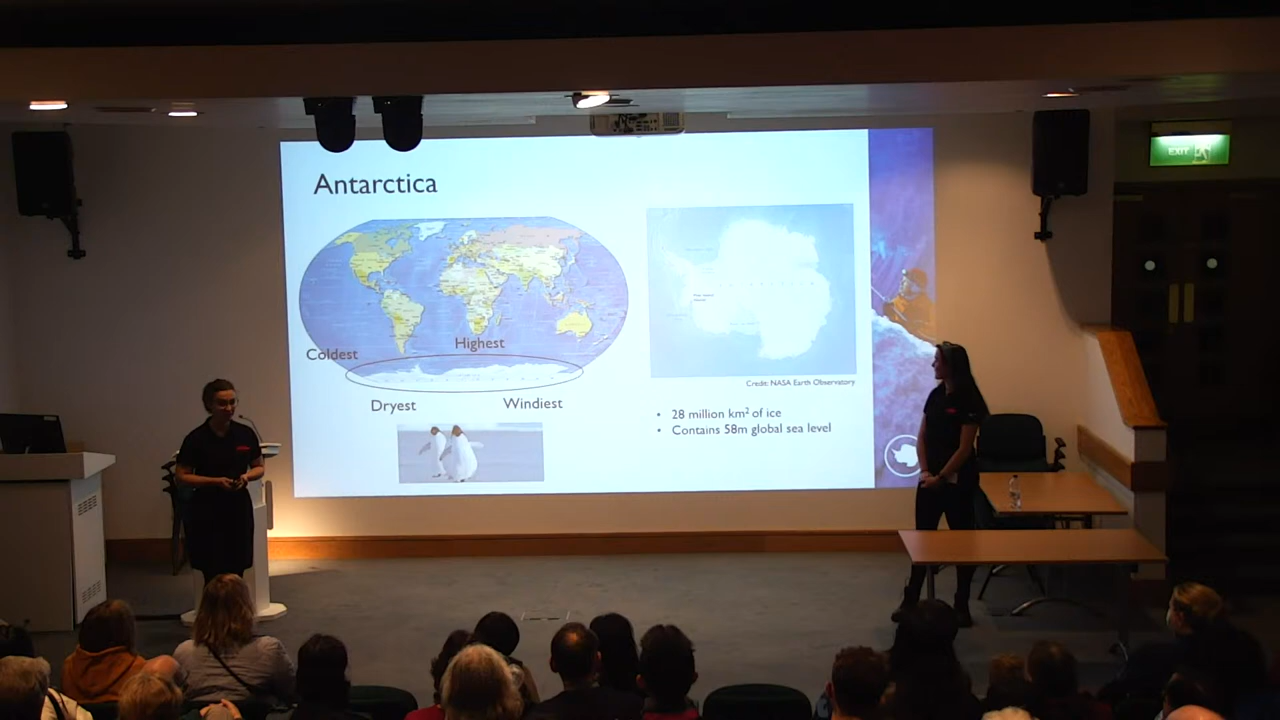 Antarctica
Highest
Coldest
Dryest
Windiest
Credit: NASA Earth Observatory
• 28 million km² of ice
• Contains 58m global sea level
EXIT